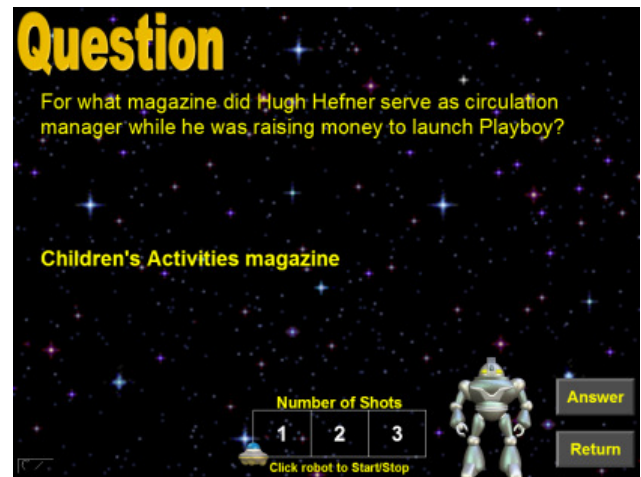 Question
For what magazine did Hugh Hefner serve as circulation
manager while he was raising money to launch Playboy?
Children's Activities magazine
Number of Shots
1 2 3
Click robot to Start/Stop
Answer
Return